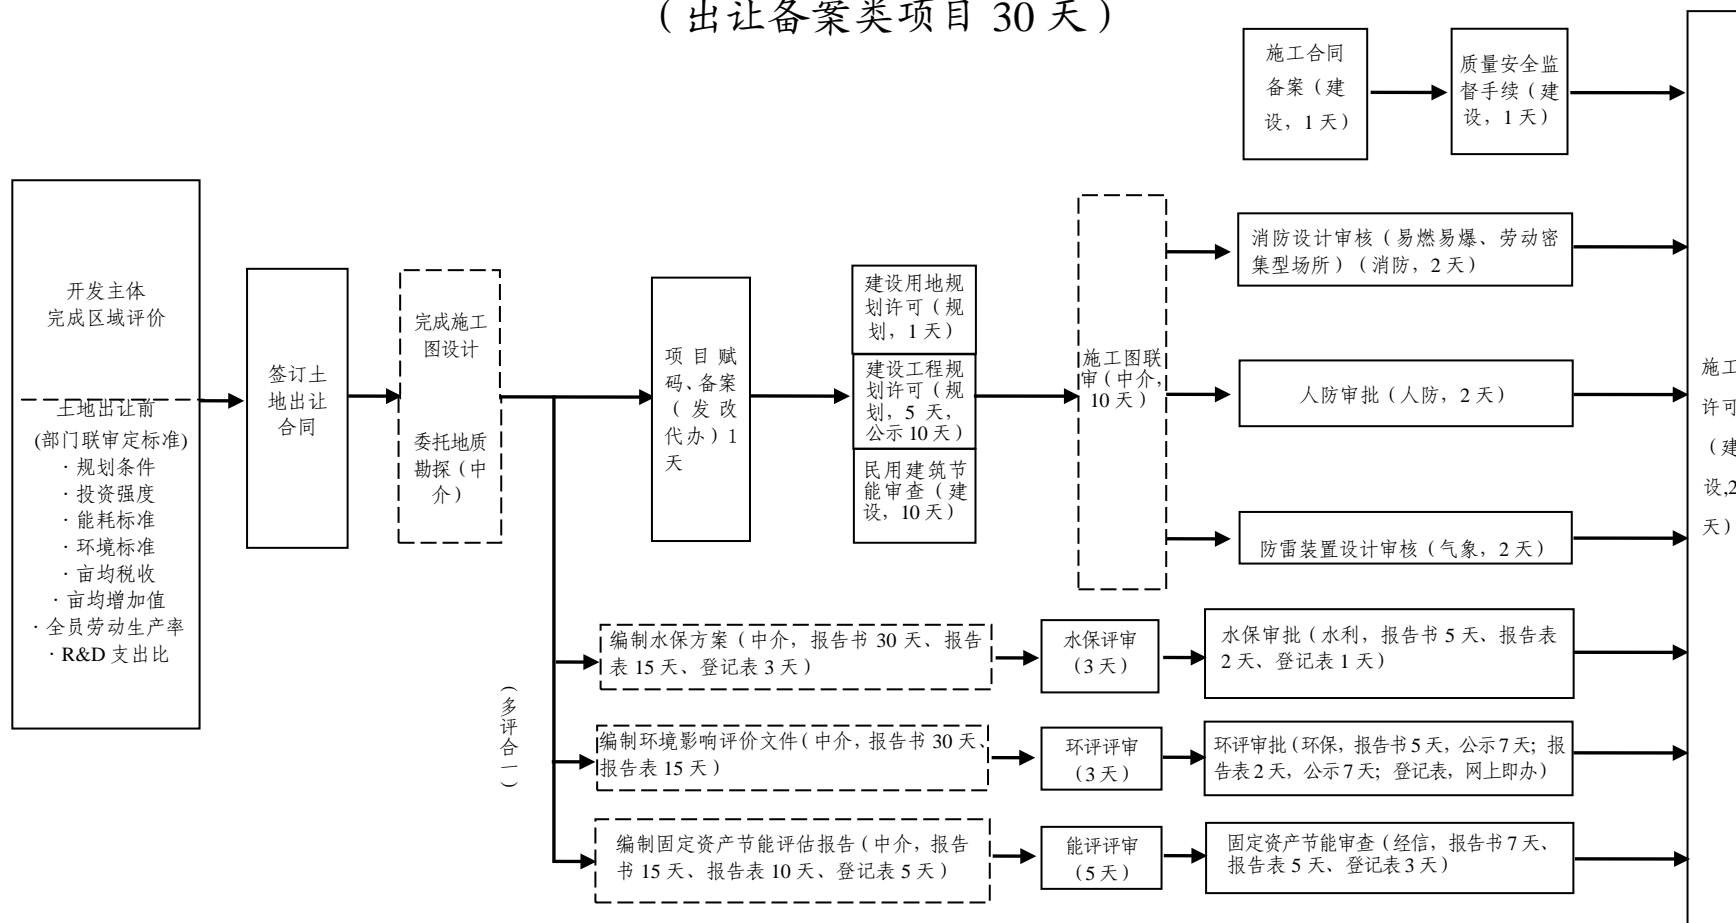 （出让备案类项目 30 天）
施工合同
备案（建
设，1 天）
质量安全监
督手续（建
设，1 天）
开发主体
完成区域评价
土地出让前
(部门联审定标准)
· 规划条件
· 投资强度
· 能耗标准
· 环境标准
· 亩均税收
· 亩均增加值
· 全员劳动生产率
· R&D 支出比
签订土
地出让
合同
完成施工
图设计
委托地质
勘探（中
介）
项目赋
码、备案
（发改
代办）1
天
建设用地规
划许可（规
划，1 天）
建设工程规
划许可（规
划，5 天，
公示 10 天）
民用建筑节
能审查（建
设，10 天）
施工图联
审（中介，
10 天）
消防设计审核（易燃易爆、劳动密
集型场所）（消防，2 天）
人防审批（人防，2 天）
防雷装置设计审核（气象，2 天）
（多评合一）
编制水保方案（中介，报告书 30 天、报告
表 15 天、登记表 3 天）
水保评审
（3天）
水保审批（水利，报告书 5 天、报告表
2 天、登记表 1 天）
编制环境影响评价文件（中介，报告书 30 天、
报告表 15 天）
环评评审
（3天）
环评审批（环保，报告书 5天，公示 7天；报
告表2天，公示 7天；登记表，网上即办）
编制固定资产节能评估报告（中介，报告
书 15 天、报告表 10 天、登记表 5 天）
能评评审
（5天）
固定资产节能审查（经信，报告书 7 天、
报告表 5 天、登记表 3 天）
施工
许可
（建
设,2
天）